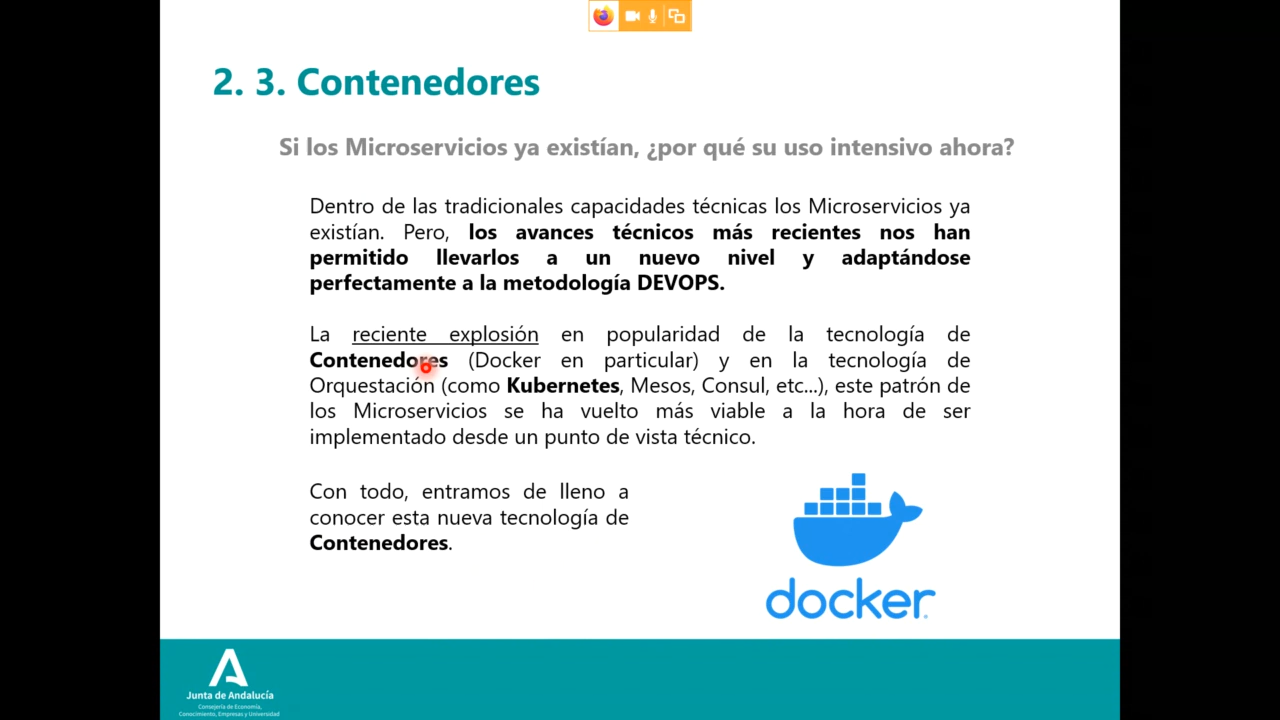 2. 3. Contenedores
Si los Microservicios ya existían, ¿por qué su uso intensivo ahora?
Dentro de las tradicionales capacidades técnicas los Microservicios ya
existían. Pero, los avances técnicos más recientes nos han
permitido llevarlos a un nuevo nivel y adaptándose
perfectamente a la metodología DEVOPS.
La reciente explosión en popularidad de la tecnología de
Contenedores (Docker en particular) y en la tecnología de
Orquestación (como Kubernetes, Mesos, Consul, etc...), este patrón de
los Microservicios se ha vuelto más viable a la hora de ser
implementado desde un punto de vista técnico.
Con todo, entramos de lleno a
conocer esta nueva tecnología de
Contenedores.
docker
Junta de Andalucía
Consejería de Economía,
Conocimiento, Empresas y Universidad